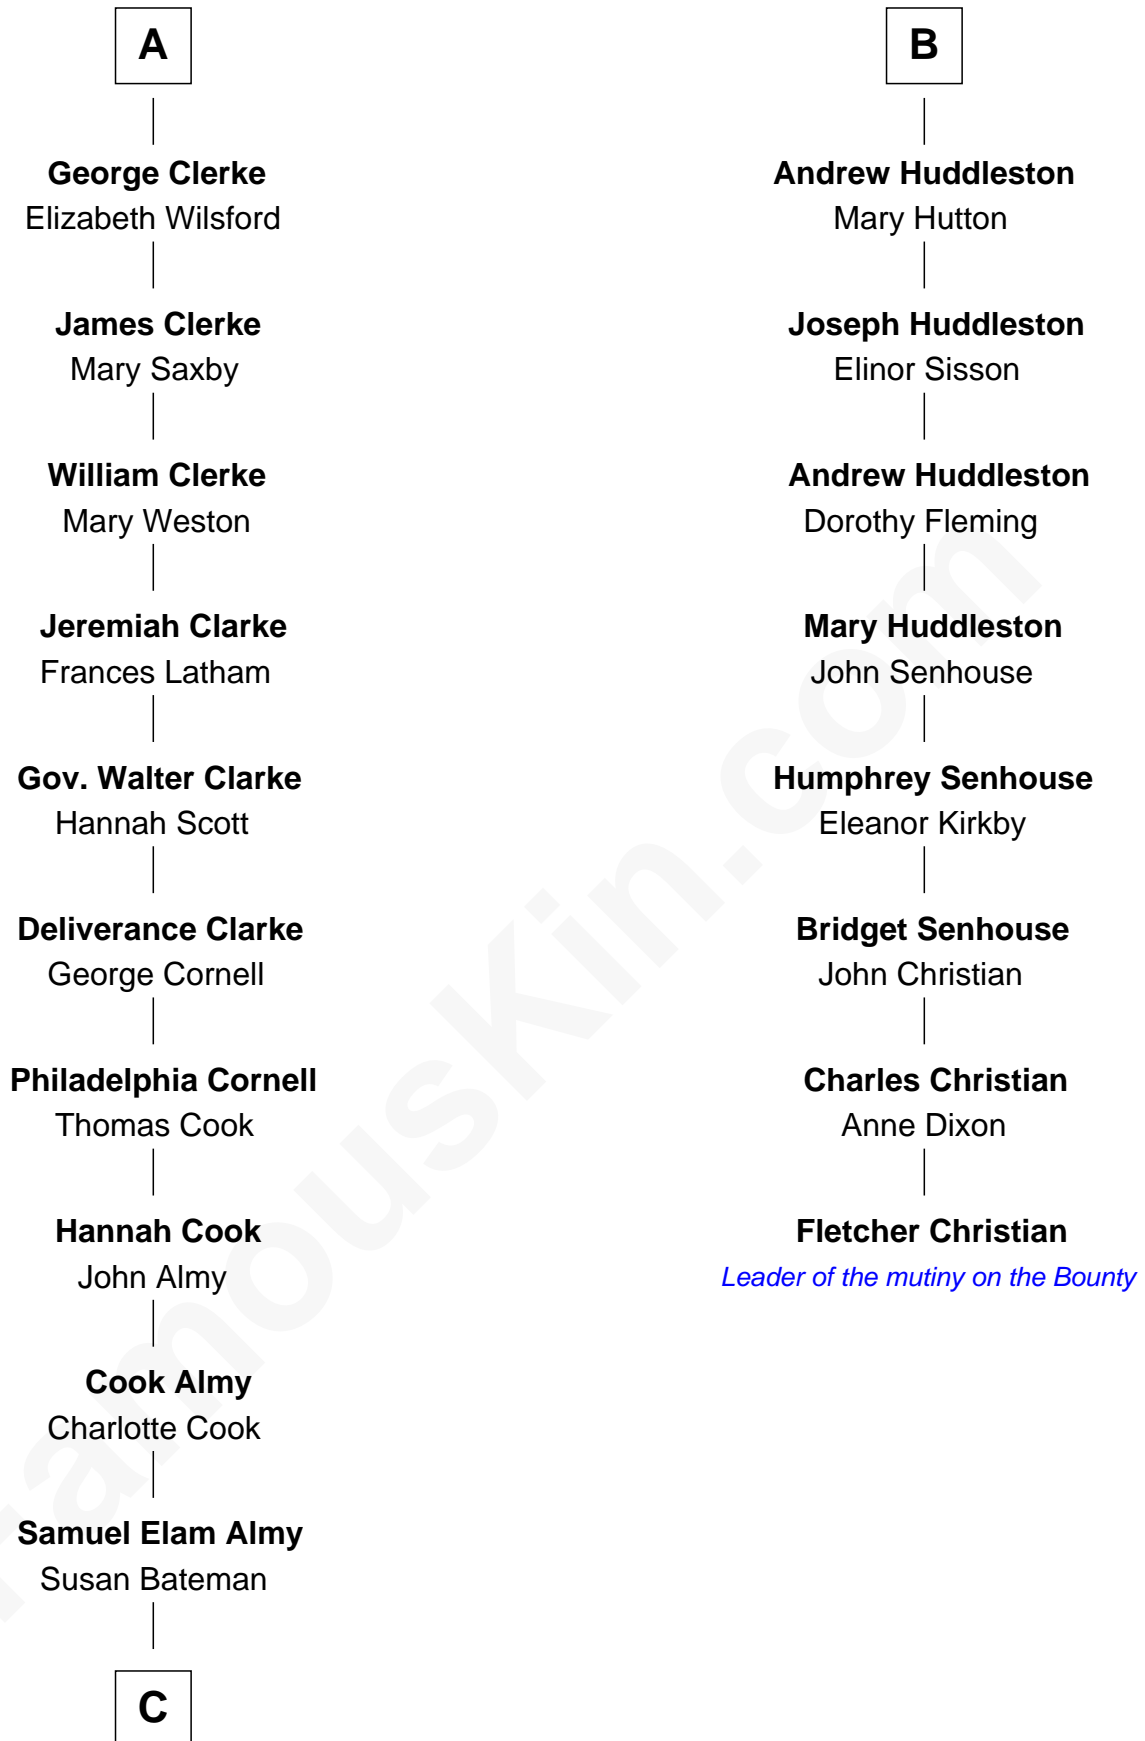 A
George Clerke
Elizabeth Wilsford
James Clerke
Mary Saxby
William Clerke
Mary Weston
Jeremiah Clarke
Frances Latham
Gov. Walter Clarke
Hannah Scott
Deliverance Clarke
George Cornell
Philadelphia Cornell
Thomas Cook
Hannah Cook
John Almy
Cook Almy
Charlotte Cook
Samuel Elam Almy
Susan Bateman
C
B
Andrew Huddleston
Mary Hutton
Joseph Huddleston
Elinor Sisson
Andrew Huddleston
Dorothy Fleming
Mary Huddleston
John Senhouse
Humphrey Senhouse
Eleanor Kirkby
Bridget Senhouse
John Christian
Charles Christian
Anne Dixon
Fletcher Christian
Leader of the mutiny on the Bounty
FamousKin.com